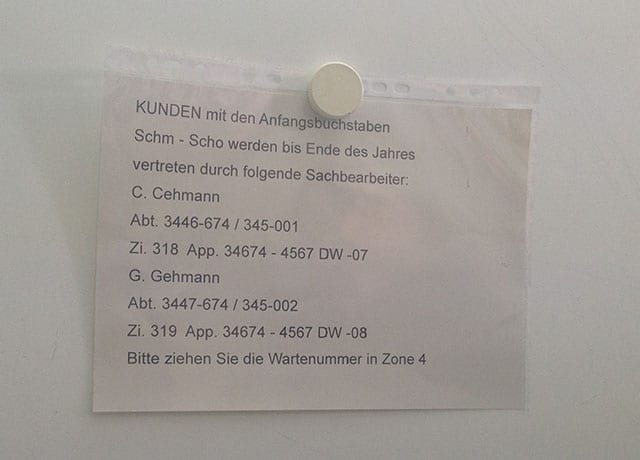 KUNDEN mit den Anfangsbuchstaben
Schm - Scho werden bis Ende des Jahres
vertreten durch folgende Sachbearbeiter:
C. Cehmann
Abt. 3446-674 / 345-001
Zi. 318 App. 34674 - 4567 DW -07
G. Gehmann
Abt. 3447-674 / 345-002
Zi. 319 App. 34674 - 4567 DW -08
Bitte ziehen Sie die Wartenummer in Zone 4